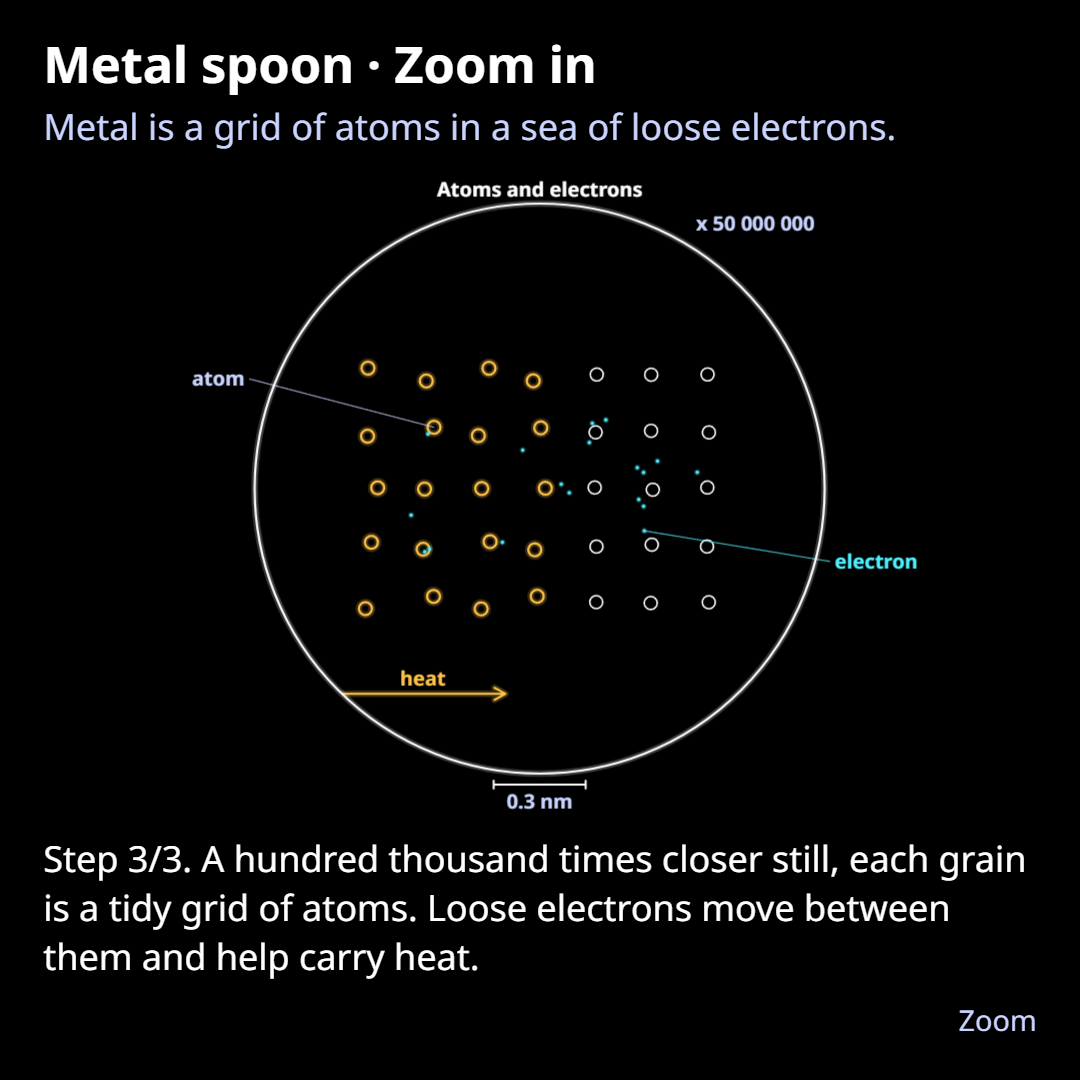 Metal spoon · Zoom in
Metal is a grid of atoms in a sea of loose electrons.
Atoms and electrons
x 50 000 000
atom
electron
heat
0.3 nm
Step 3/3. A hundred thousand times closer still, each grain
is a tidy grid of atoms. Loose electrons move between
them and help carry heat.
Zoom